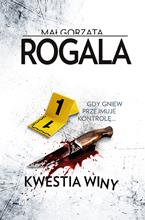 MAŁGORZATA
ROGALA
GDY GNIEW
PRZEJMUJE
KONTROLĘ...
1
KWESTIA WINY